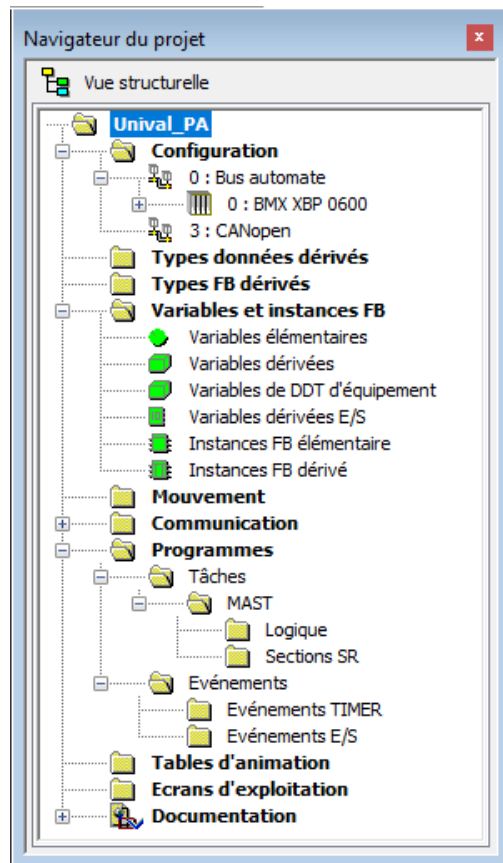 Navigateur du projet
x
Vue structurelle
Unival_PA
Configuration
0 : Bus automate
0 : BMX XBP 0600
3 : CANopen
Types données dérivés
Types FB dérivés
Variables et instances FB
Variables élémentaires
Variables dérivées
Variables de DDT d'équipement
Variables dérivées E/S
Instances FB élémentaire
Instances FB dérivé
Mouvement
Communication
Programmes
Tâches
MAST
Logique
Sections SR
Evénements
Evénements TIMER
Evénements E/S
Tables d'animation
Ecrans d'exploitation
Documentation